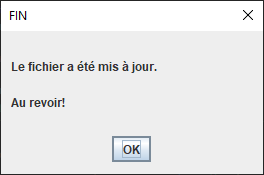 FIN
Le fichier a été mis à jour.
Au revoir!
OK